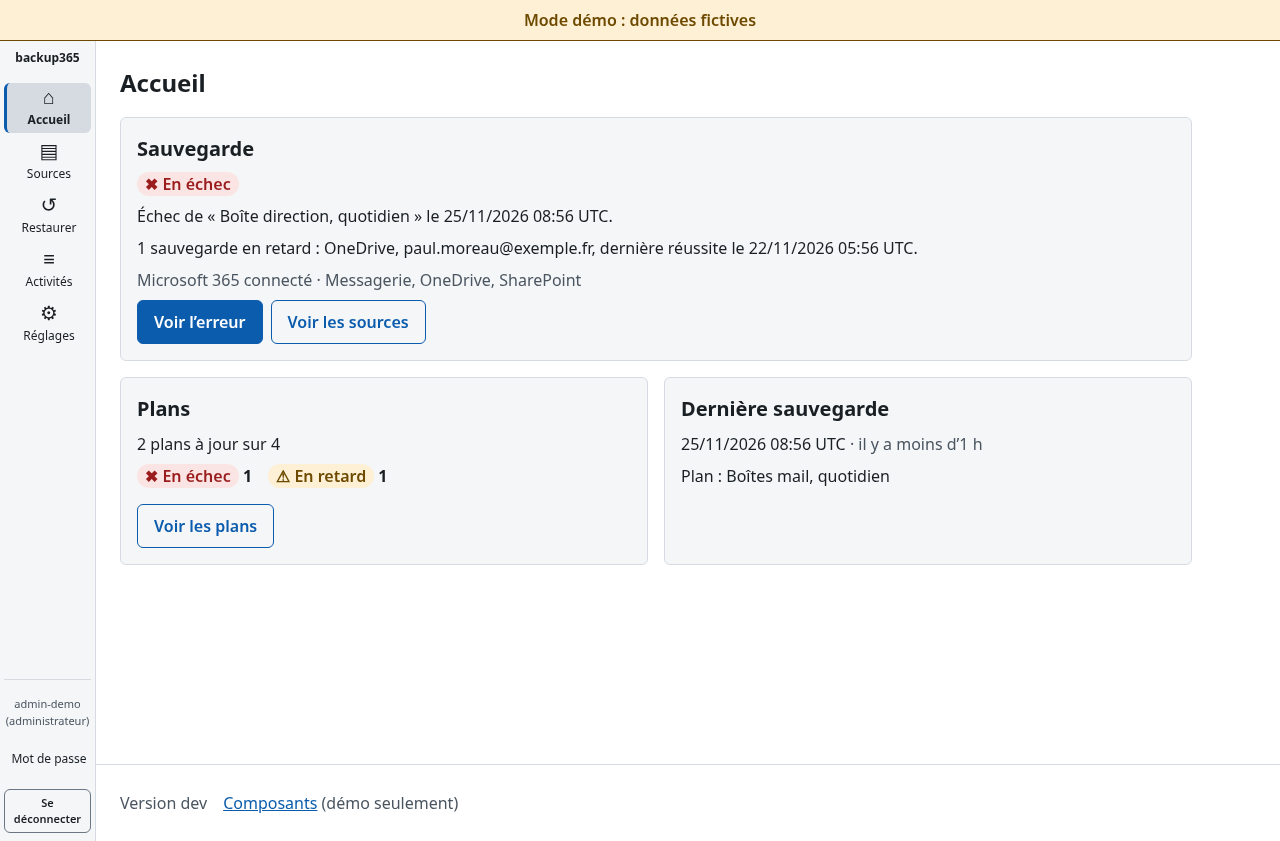 Mode démo : données fictives
backup365
Accueil
Sources
Restaurer
Activités
Réglages
admin-demo
(administrateur)
Mot de passe
Se
déconnecter
Accueil
Sauvegarde
✖ En échec
Échec de « Boîte direction, quotidien » le 25/11/2026 08:56 UTC.
1 sauvegarde en retard : OneDrive, paul.moreau@exemple.fr, dernière réussite le 22/11/2026 05:56 UTC.
Microsoft 365 connecté · Messagerie, OneDrive, SharePoint
Voir l’erreur Voir les sources
Plans
2 plans à jour sur 4
✖ En échec 1 ⚠ En retard 1
Voir les plans
Dernière sauvegarde
25/11/2026 08:56 UTC · il y a moins d’1 h
Plan : Boîtes mail, quotidien
Version dev Composants (démo seulement)